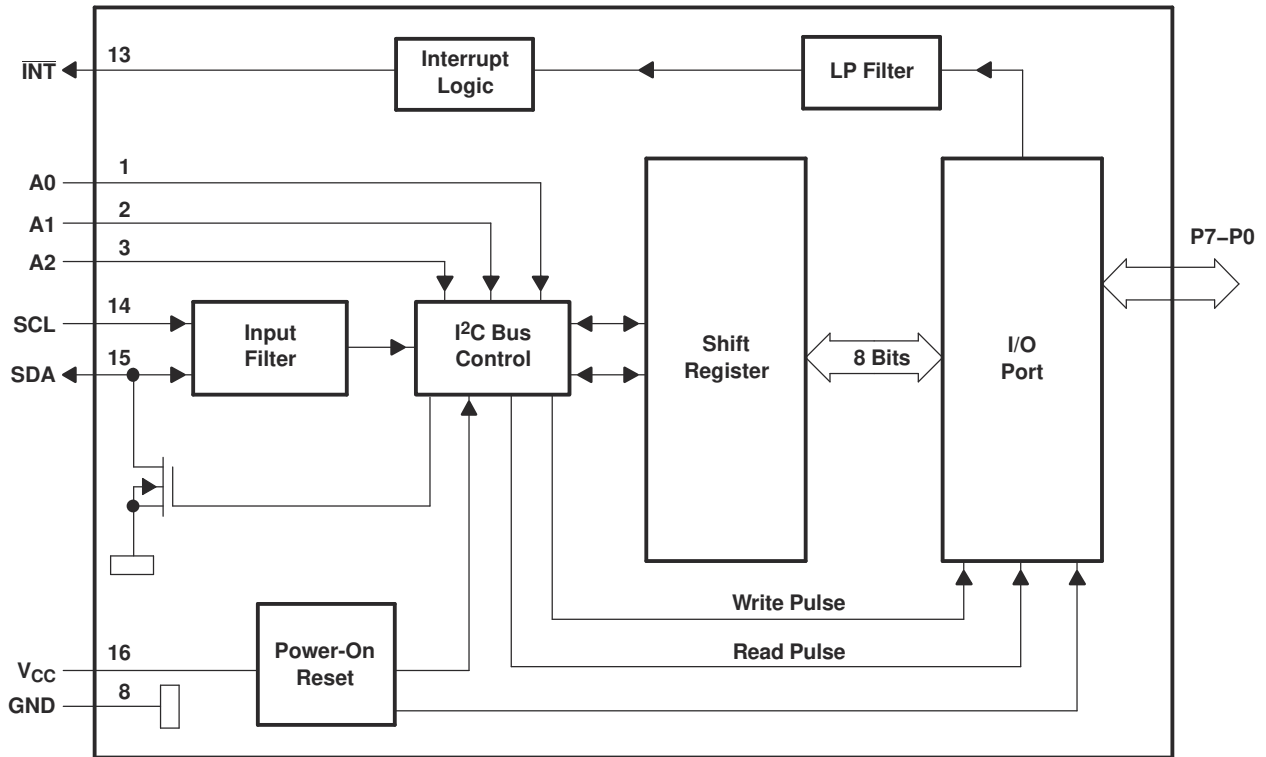 INT
13
Interrupt
Logic
LP Filter
A0
1
A1
2
A2
3
P7–P0
SCL
14
SDA
15
Input
Filter
I2C Bus
Control
Shift
Register
8 Bits
I/O
Port
Write Pulse
Read Pulse
Power-On
Reset
VCC
16
GND
8